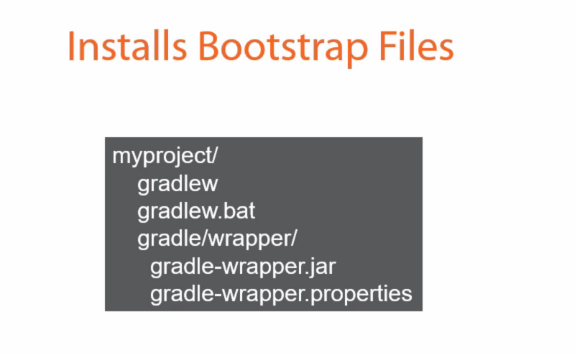 Installs Bootstrap Files
myproject/
gradlew
gradlew.bat
gradle/wrapper/
gradle-wrapper.jar
gradle-wrapper.properties